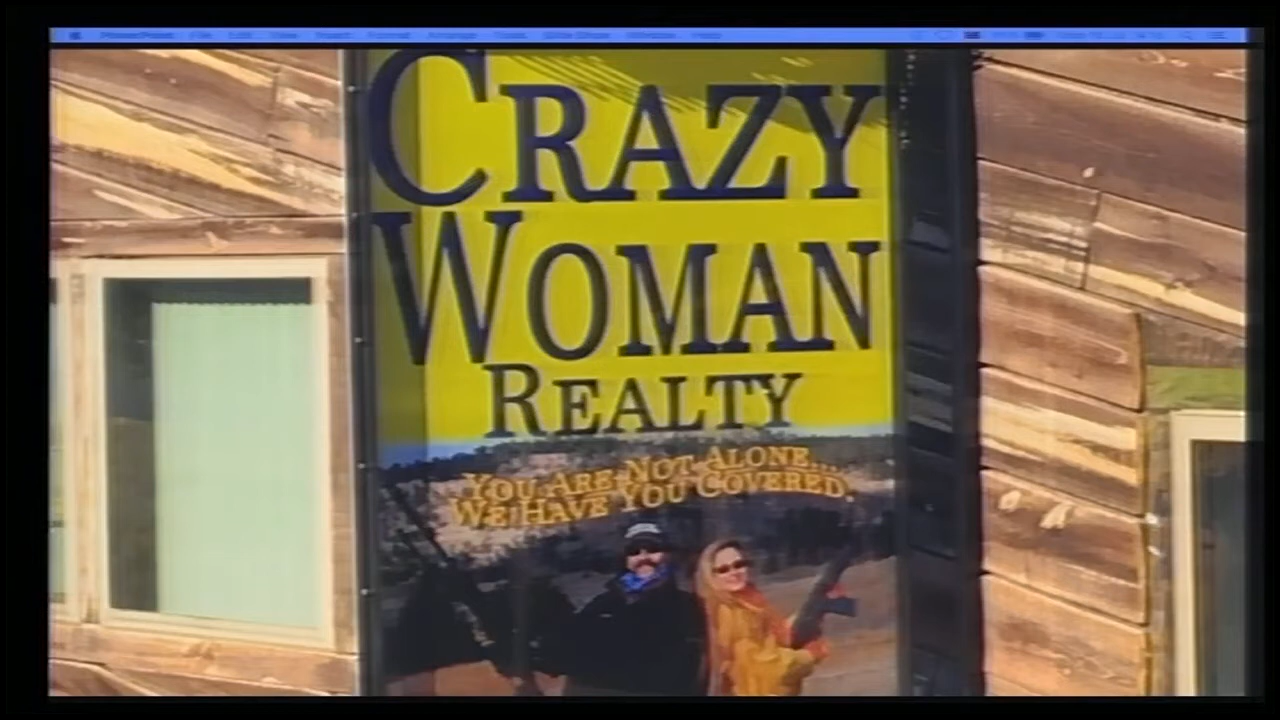 CRAZY
WOMAN
REALTY
YOU ARE NOT ALONE...
WE HAVE YOU COVERED.